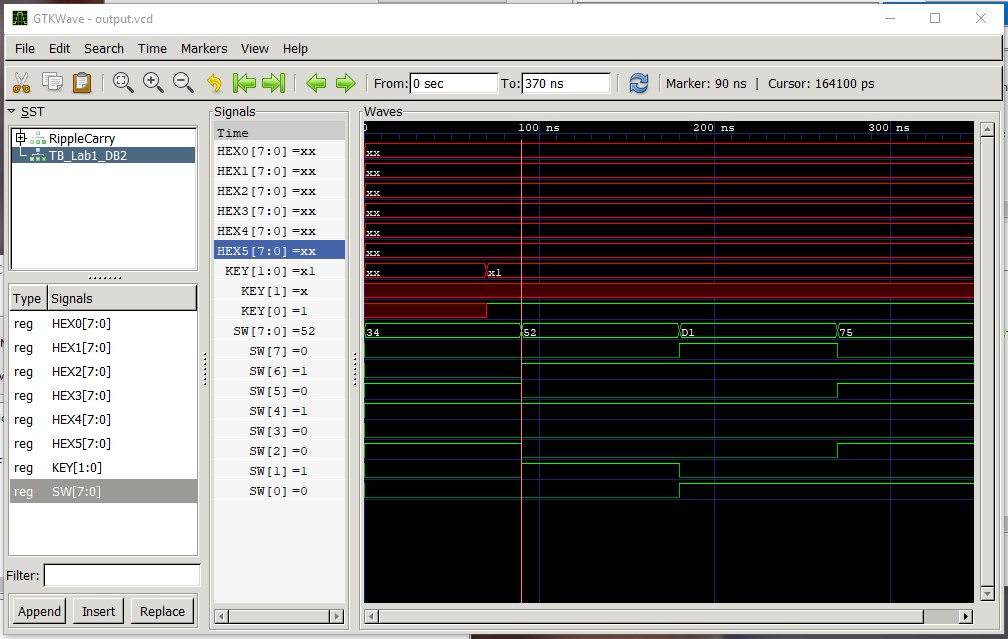 GTKWave - output.vcd
File Edit Search Time Markers View Help
From: 0 sec To: 370 ns Marker: 90 ns | Cursor: 164100 ps
SST
RippleCarry
TB_Lab1_DB2
Type Signals
reg HEX0[7:0]
reg HEX1[7:0]
reg HEX2[7:0]
reg HEX3[7:0]
reg HEX4[7:0]
reg HEX5[7:0]
reg KEY[1:0]
reg SW[7:0]
Filter:
Append Insert Replace
Signals
Time
HEX0[7:0] =xx
HEX1[7:0] =xx
HEX2[7:0] =xx
HEX3[7:0] =xx
HEX4[7:0] =xx
HEX5[7:0] =xx
KEY[1:0] =x1
KEY[1] =x
KEY[0] =1
SW[7:0] =52
SW[7] =0
SW[6] =1
SW[5] =0
SW[4] =1
SW[3] =0
SW[2] =0
SW[1] =1
SW[0] =0
Waves
0 100 ns 200 ns 300 ns
xx
xx
xx
xx
xx
xx
xx x1
34 52 D1 75